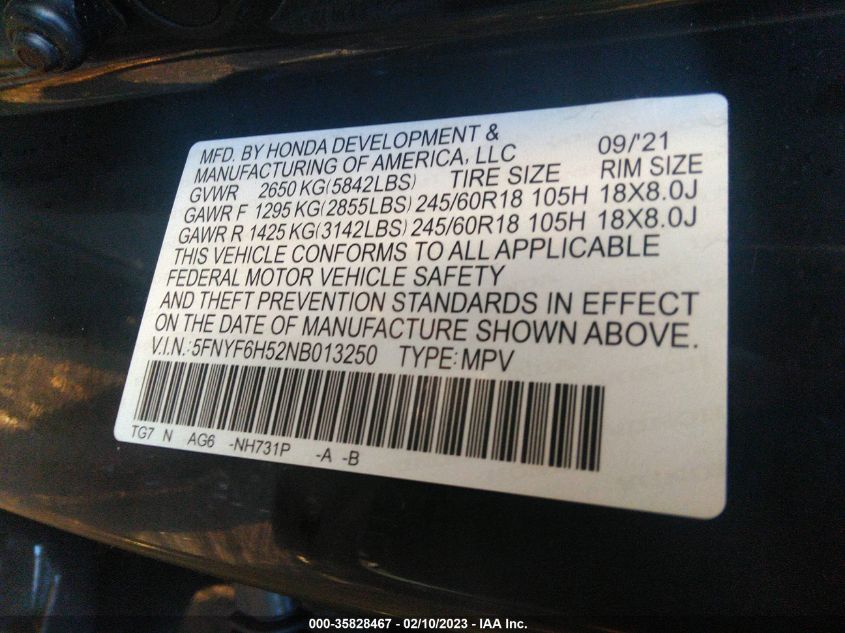 MFD. BY HONDA DEVELOPMENT &
MANUFACTURING OF AMERICA, LLC 09/'21
GVWR 2650 KG(5842LBS) TIRE SIZE RIM SIZE
GAWR F 1295 KG(2855LBS) 245/60R18 105H 18X8.0J
GAWR R 1425 KG(3142LBS) 245/60R18 105H 18X8.0J
THIS VEHICLE CONFORMS TO ALL APPLICABLE
FEDERAL MOTOR VEHICLE SAFETY
AND THEFT PREVENTION STANDARDS IN EFFECT
ON THE DATE OF MANUFACTURE SHOWN ABOVE.
V.I.N.:5FNYF6H52NB013250 TYPE:MPV
TG7 N AG6 -NH731P -A -B
000-35828467 - 02/10/2023 - IAA Inc.